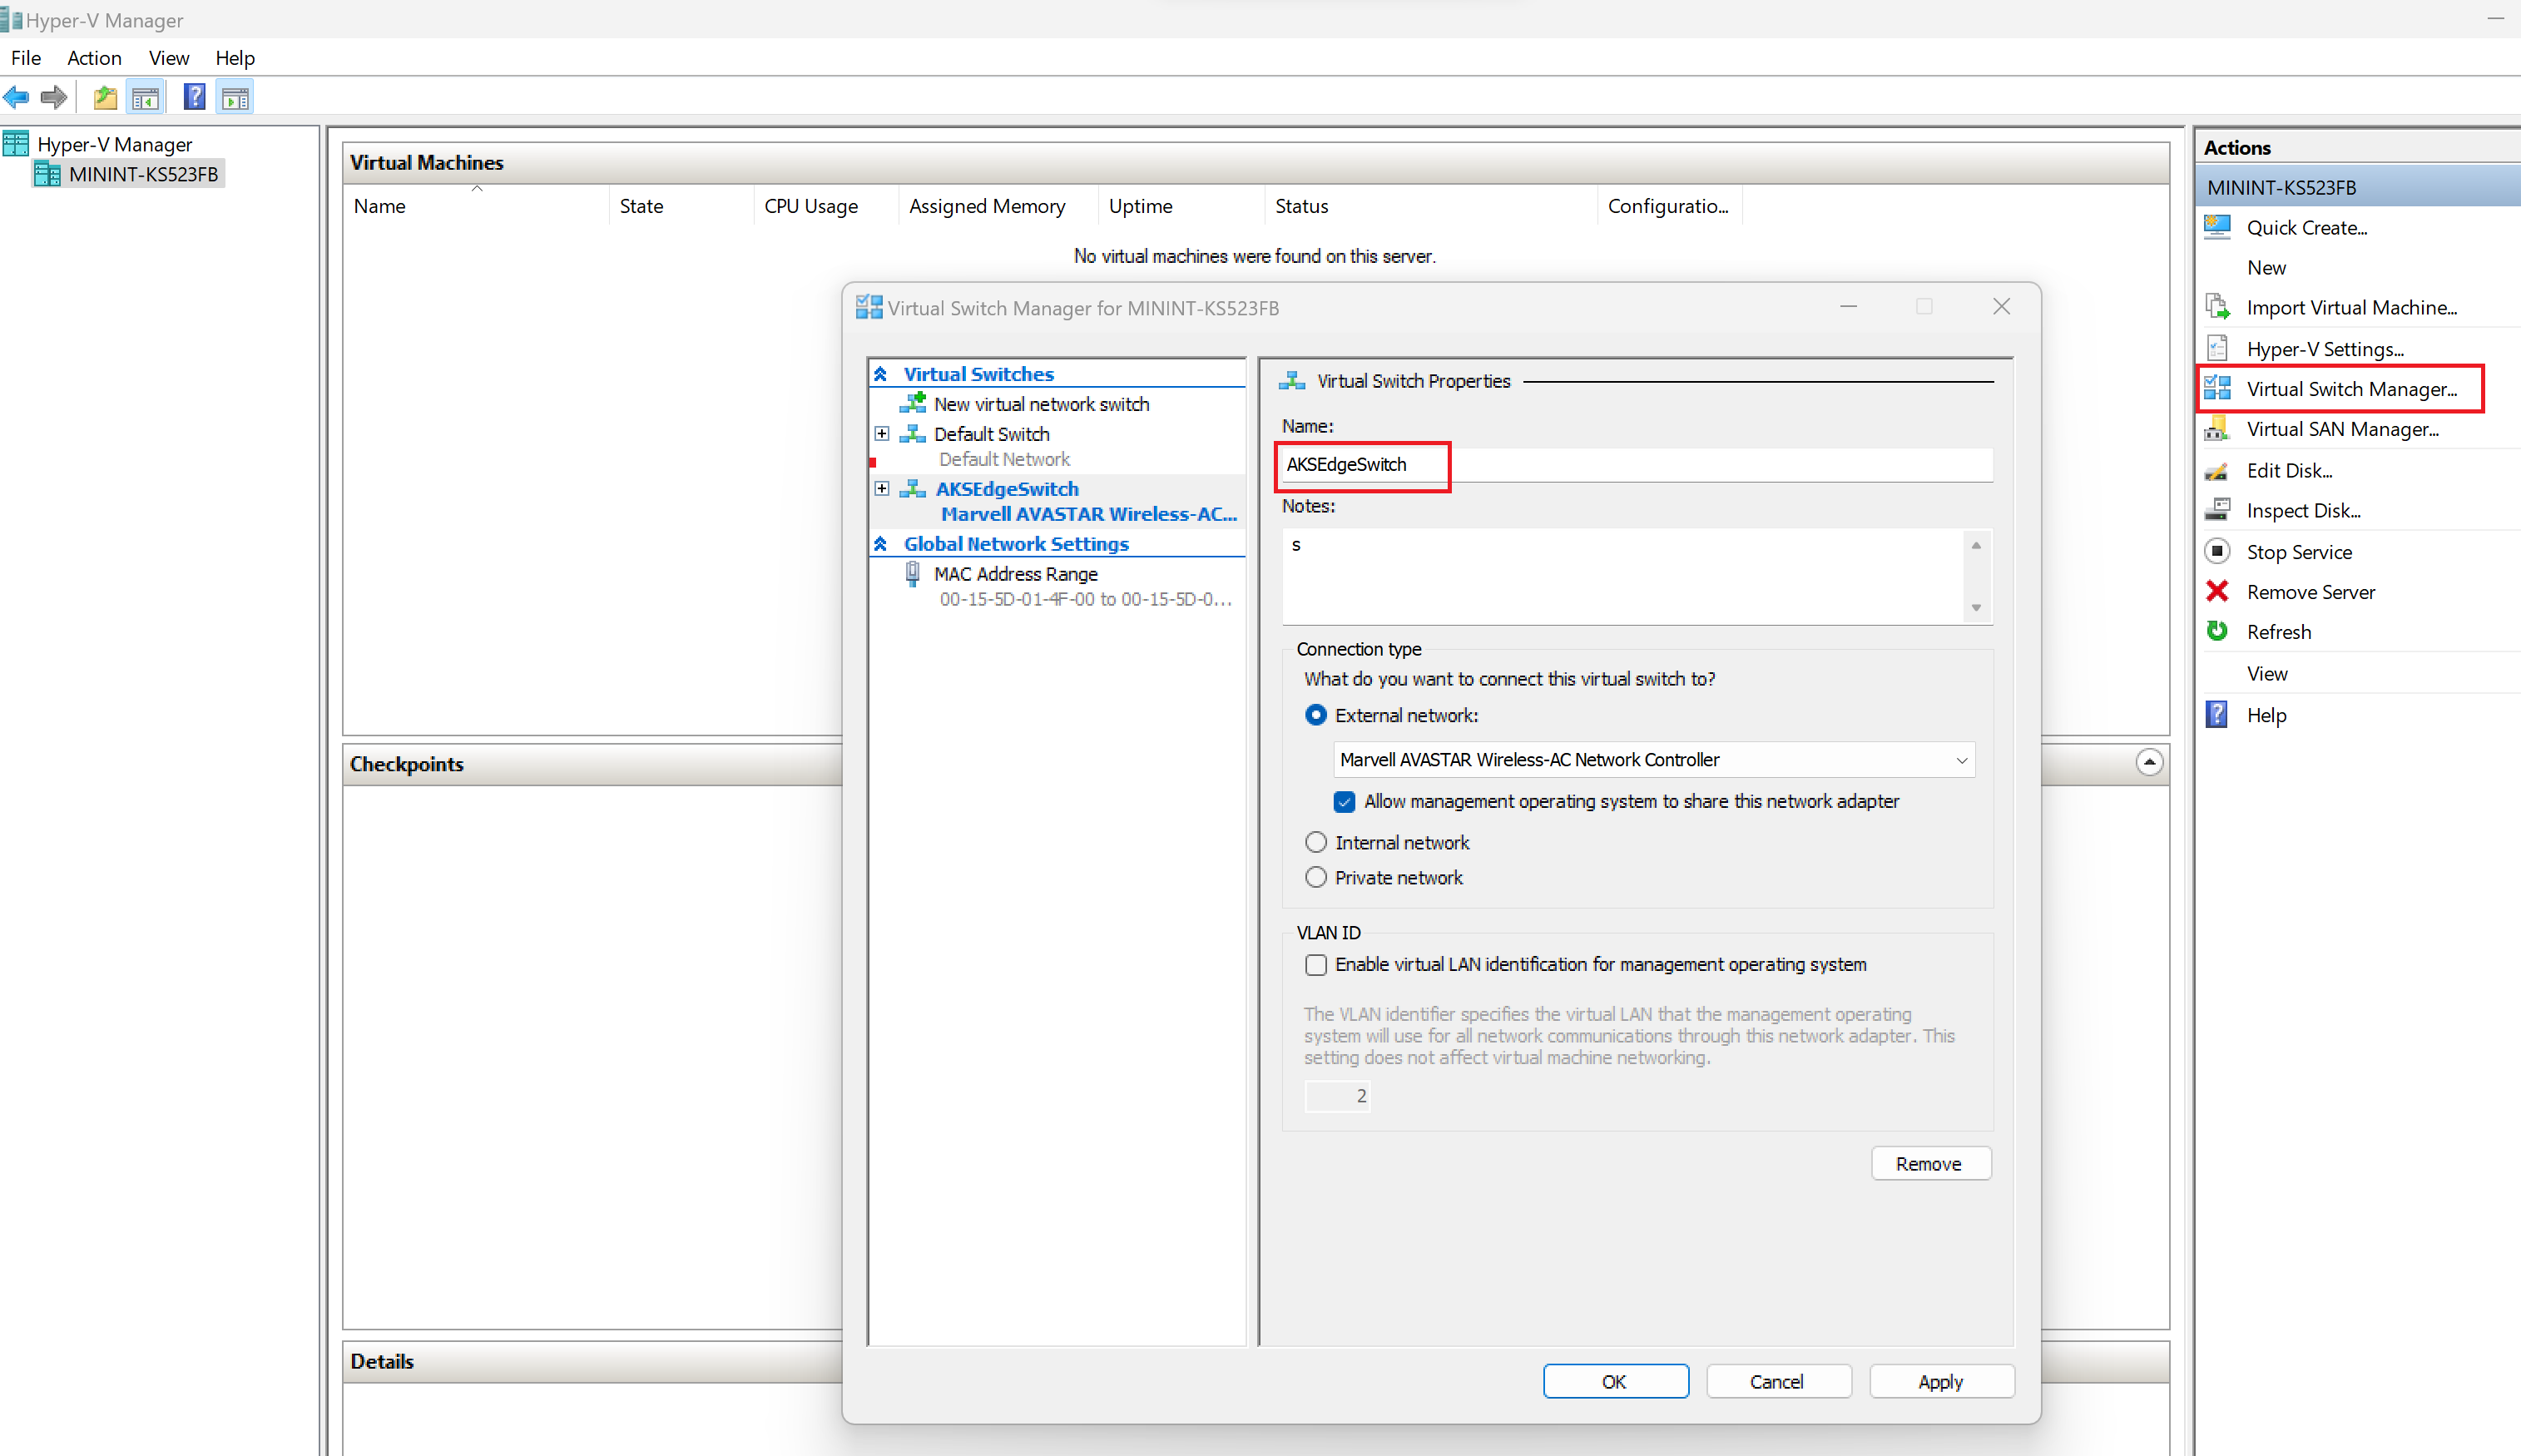 Hyper-V Manager
File Action View Help
Hyper-V Manager
MININT-KS523FB
Virtual Machines
Name State CPU Usage Assigned Memory Uptime Status Configuratio...
No virtual machines were found on this server.
Checkpoints
Details
Virtual Switch Manager for MININT-KS523FB
Virtual Switches
New virtual network switch
Default Switch
Default Network
AKSEdgeSwitch
Marvell AVASTAR Wireless-AC...
Global Network Settings
MAC Address Range
00-15-5D-01-4F-00 to 00-15-5D-0...
Virtual Switch Properties
Name:
AKSEdgeSwitch
Notes:
s
Connection type
What do you want to connect this virtual switch to?
External network:
Marvell AVASTAR Wireless-AC Network Controller
Allow management operating system to share this network adapter
Internal network
Private network
VLAN ID
Enable virtual LAN identification for management operating system
The VLAN identifier specifies the virtual LAN that the management operating
system will use for all network communications through this network adapter. This
setting does not affect virtual machine networking.
2
Remove
OK Cancel Apply
Actions
MININT-KS523FB
Quick Create...
New
Import Virtual Machine...
Hyper-V Settings...
Virtual Switch Manager...
Virtual SAN Manager...
Edit Disk...
Inspect Disk...
Stop Service
Remove Server
Refresh
View
Help